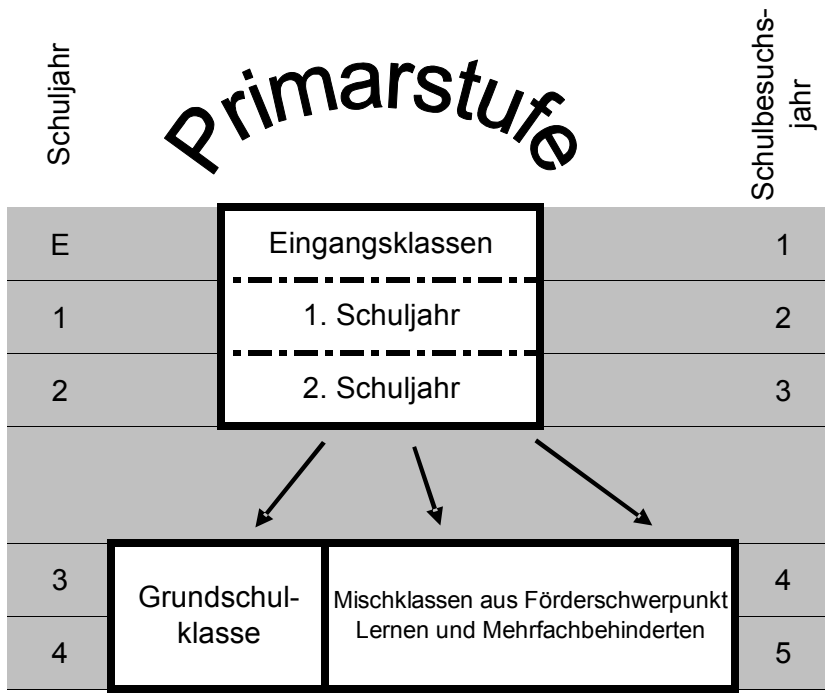 Schuljahr
Primarstufe
Schulbesuchs-
jahr
E
Eingangsklassen
1
1
1. Schuljahr
2
2
2. Schuljahr
3
3
Grundschul-
klasse
Mischklassen aus Förderschwerpunkt
Lernen und Mehrfachbehinderten
4
4
5